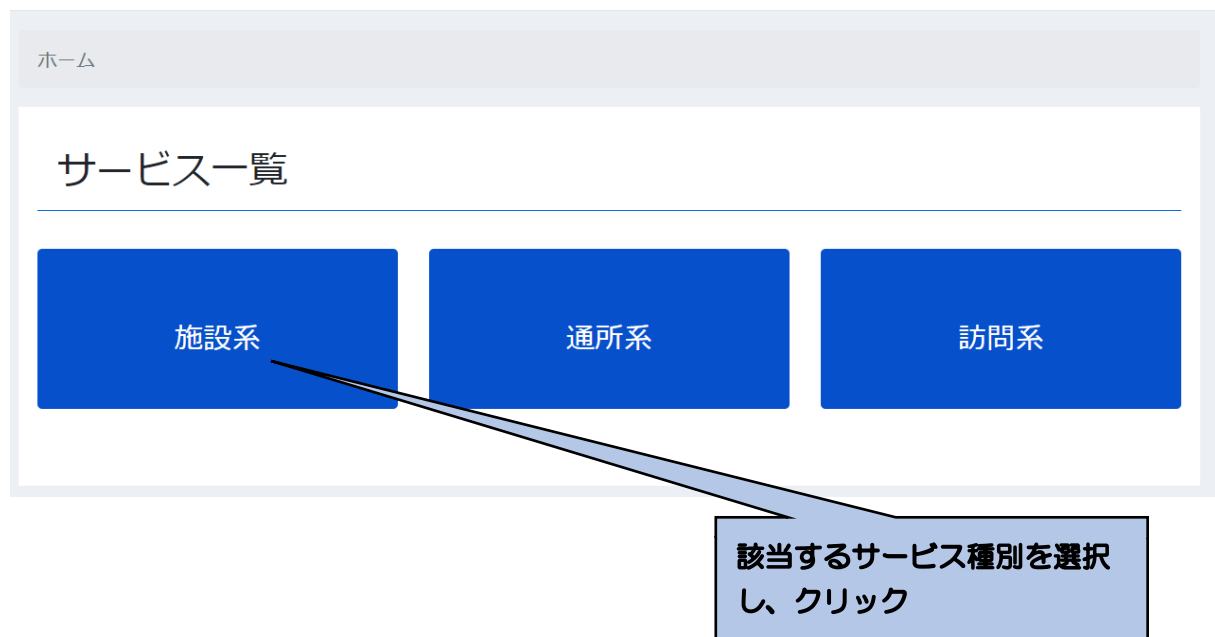 ホーム
サービス一覧
施設系
通所系
訪問系
該当するサービス種別を選択
し、クリック